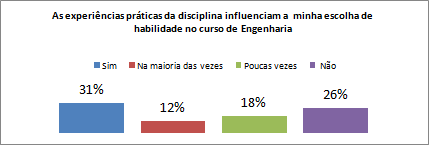 As experiências práticas da disciplina influenciam a minha escolha de
habilidade no curso de Engenharia
Sim Na maioria das vezes Poucas vezes Não
31% 12% 18% 26%